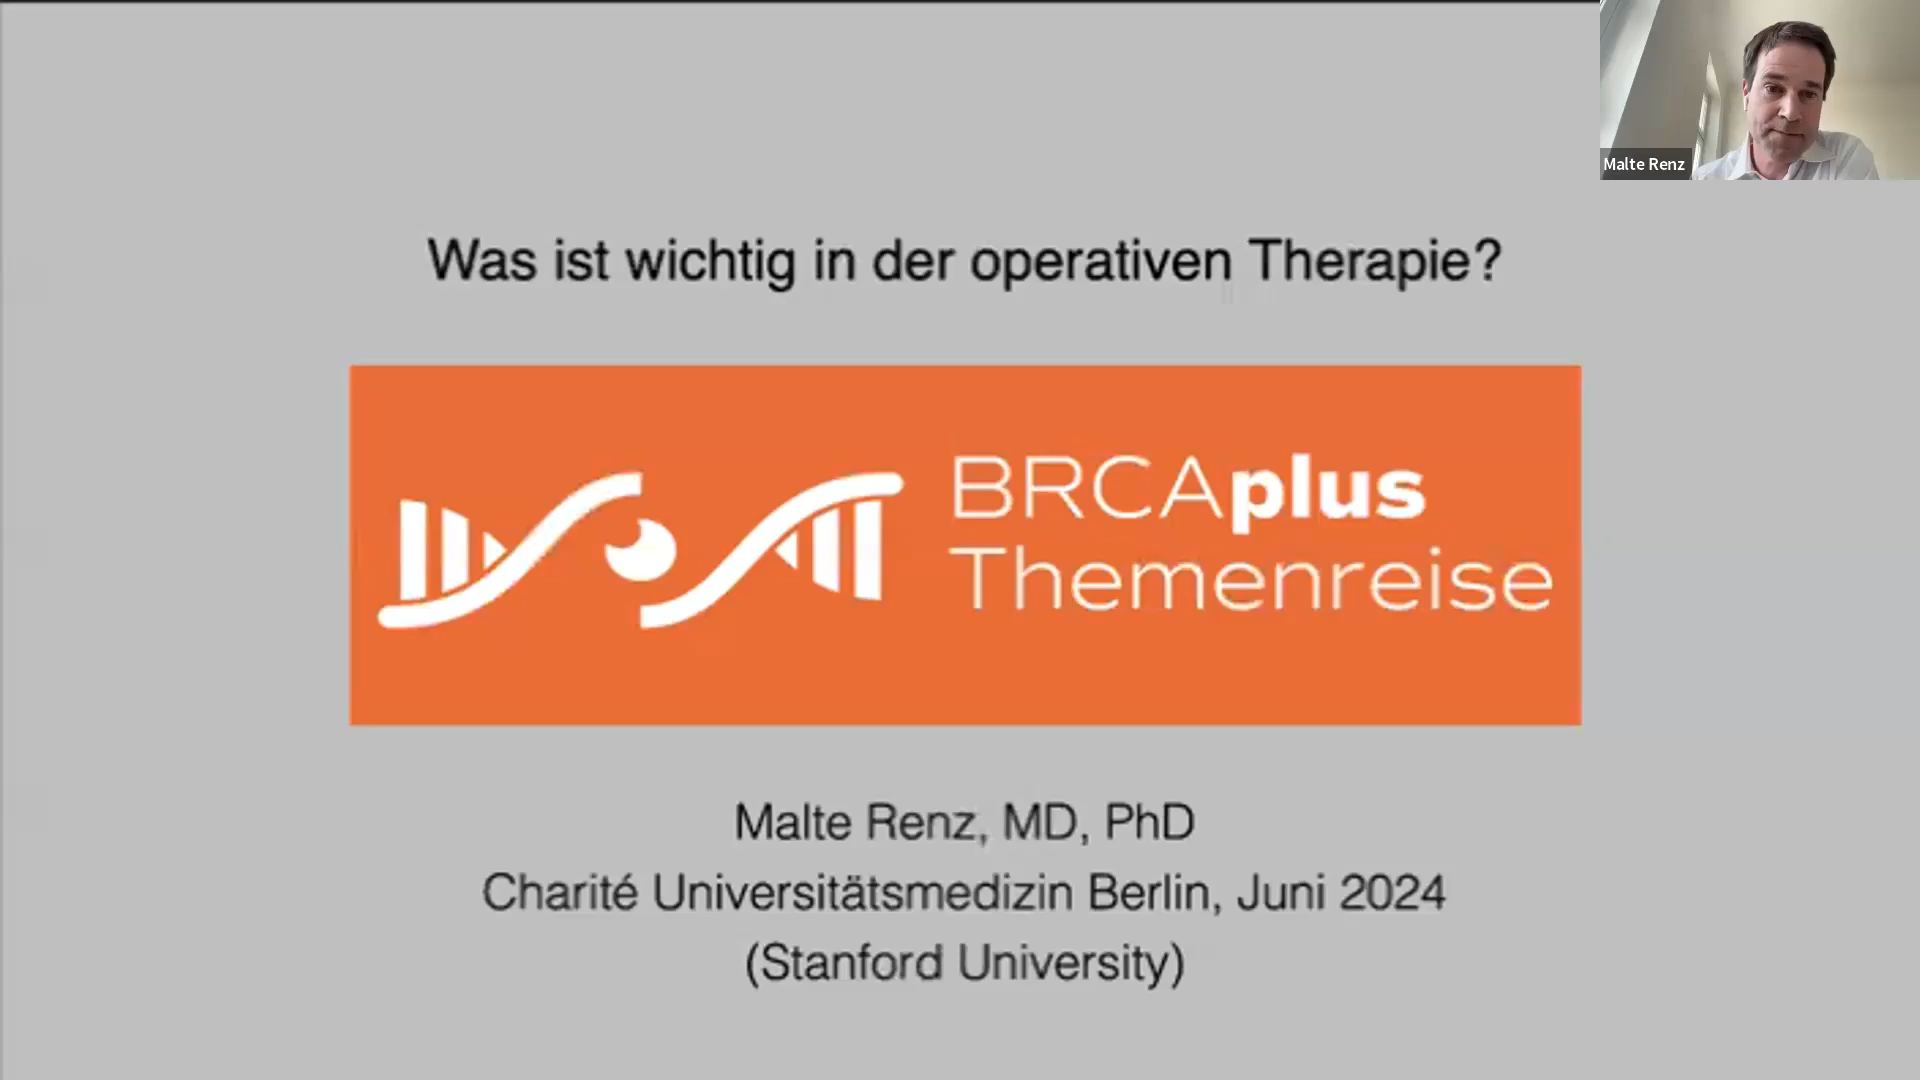 Malte Renz
Was ist wichtig in der operativen Therapie?
BRCAplus
Themenreise
Malte Renz, MD, PhD
Charité Universitätsmedizin Berlin, Juni 2024
(Stanford University)